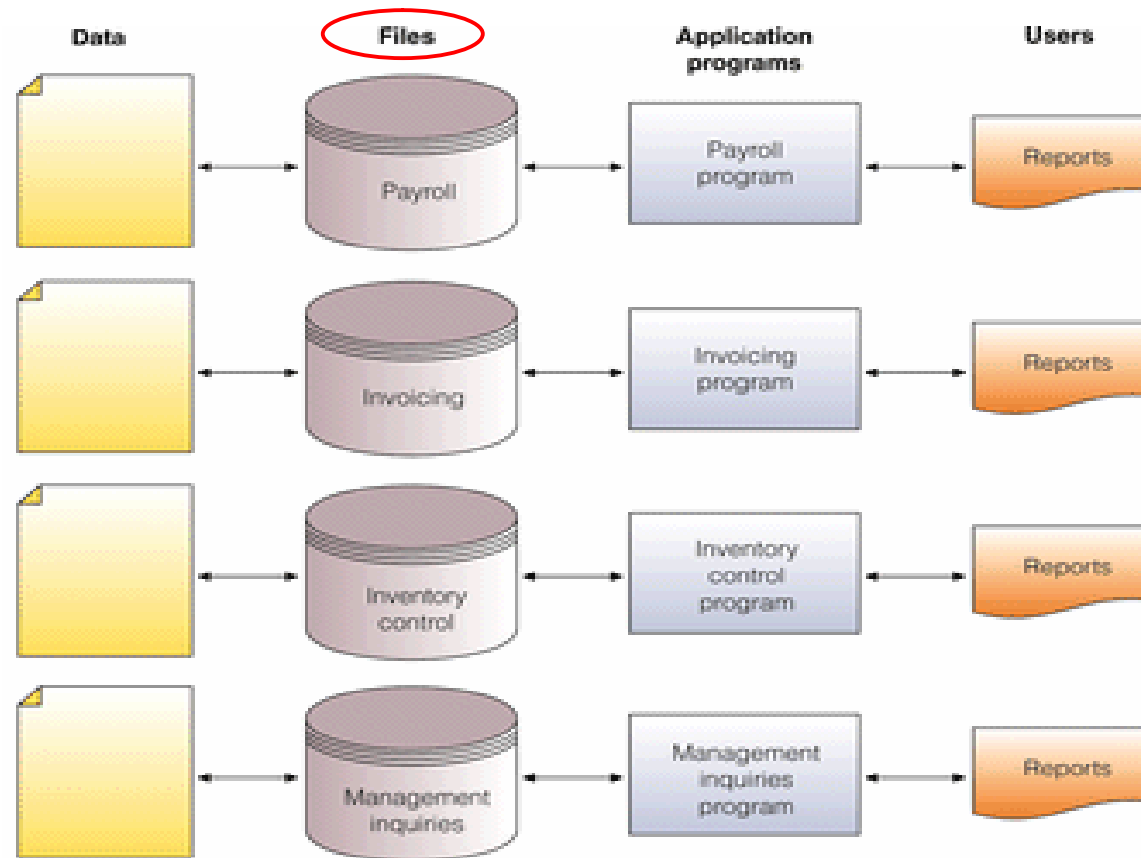 Data
Files
Application
programs
Users
Payroll
Payroll
program
Reports
Invoicing
Invoicing
program
Reports
Inventory
control
Inventory
control
program
Reports
Management
inquiries
Management
inquiries
program
Reports